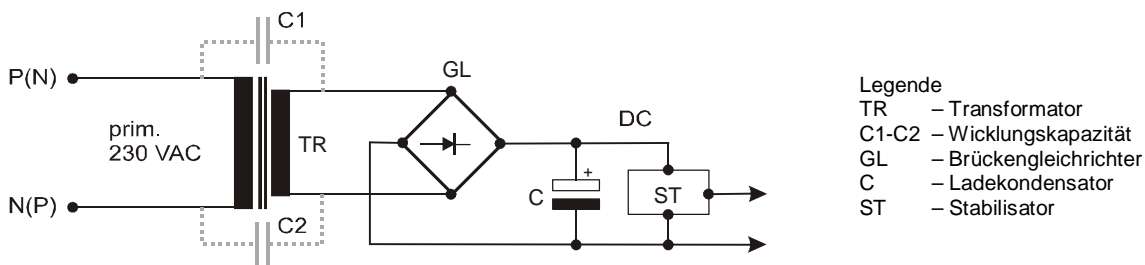 C1
P(N)
GL
prim.
230 VAC
TR
DC
+
C
ST
N(P)
C2
Legende
TR – Transformator
C1-C2 – Wicklungskapazität
GL – Brückengleichrichter
C – Ladekondensator
ST – Stabilisator